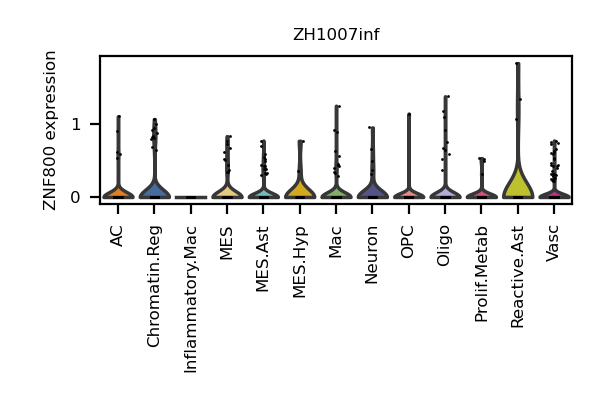 ZH1007inf
ZNF800 expression
1
0
AC
Chromatin.Reg
Inflammatory.Mac
MES
MES.Ast
MES.Hyp
Mac
Neuron
OPC
Oligo
Prolif.Metab
Reactive.Ast
Vasc